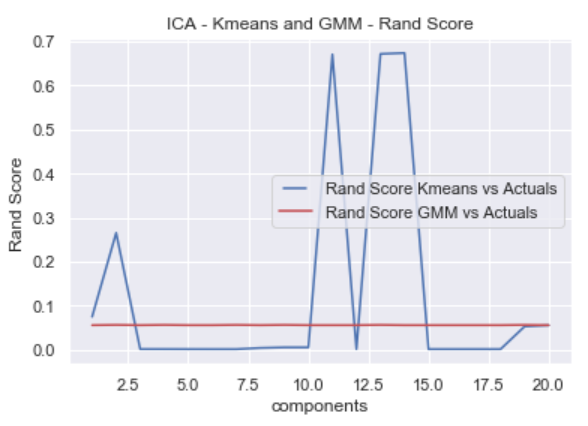 ICA - Kmeans and GMM - Rand Score
0.7
0.6
0.5
0.4
0.3
0.2
0.1
0.0
Rand Score
Rand Score Kmeans vs Actuals
Rand Score GMM vs Actuals
2.5 5.0 7.5 10.0 12.5 15.0 17.5 20.0
components